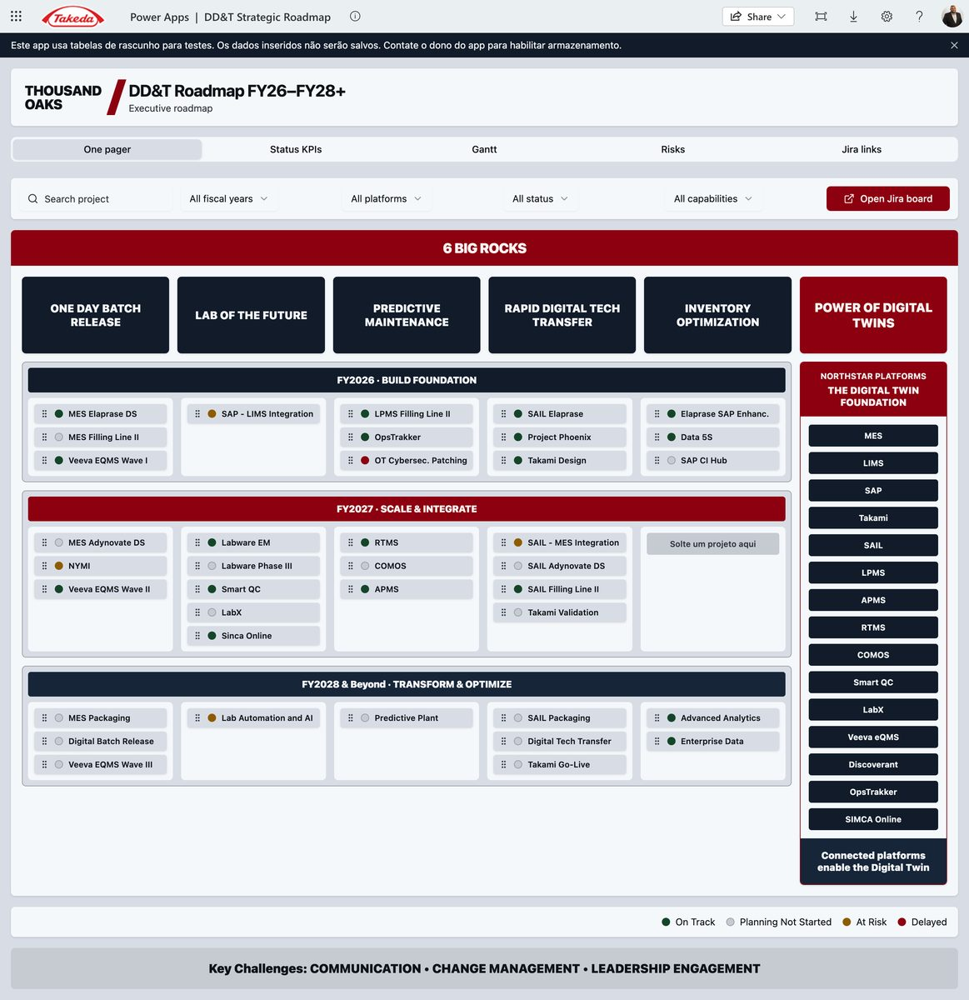 Takeda
Power Apps | DD&T Strategic Roadmap
Share
Este app usa tabelas de rascunho para testes. Os dados inseridos não serão salvos. Contate o dono do app para habilitar armazenamento.
THOUSAND
OAKS
DD&T Roadmap FY26–FY28+
Executive roadmap
One pager
Status KPIs
Gantt
Risks
Jira links
Search project
All fiscal years
All platforms
All status
All capabilities
Open Jira board
6 BIG ROCKS
ONE DAY BATCH
RELEASE
LAB OF THE FUTURE
PREDICTIVE
MAINTENANCE
RAPID DIGITAL TECH
TRANSFER
INVENTORY
OPTIMIZATION
POWER OF DIGITAL
TWINS
FY2026 · BUILD FOUNDATION
MES Elaprase DS
MES Filling Line II
Veeva EQMS Wave I
SAP - LIMS Integration
LPMS Filling Line II
OpsTrakker
OT Cybersec. Patching
SAIL Elaprase
Project Phoenix
Takami Design
Elaprase SAP Enhanc.
Data 5S
SAP CI Hub
FY2027 · SCALE & INTEGRATE
MES Adynovate DS
NYMI
Veeva EQMS Wave II
Labware EM
Labware Phase III
Smart QC
LabX
Sinca Online
RTMS
COMOS
APMS
SAIL - MES Integration
SAIL Adynovate DS
SAIL Filling Line II
Takami Validation
Solte um projeto aqui
FY2028 & Beyond · TRANSFORM & OPTIMIZE
MES Packaging
Digital Batch Release
Veeva EQMS Wave III
Lab Automation and AI
Predictive Plant
SAIL Packaging
Digital Tech Transfer
Takami Go-Live
Advanced Analytics
Enterprise Data
NORTHSTAR PLATFORMS
THE DIGITAL TWIN
FOUNDATION
MES
LIMS
SAP
Takami
SAIL
LPMS
APMS
RTMS
COMOS
Smart QC
LabX
Veeva eQMS
Discoverant
OpsTrakker
SIMCA Online
Connected platforms
enable the Digital Twin
On Track
Planning Not Started
At Risk
Delayed
Key Challenges: COMMUNICATION • CHANGE MANAGEMENT • LEADERSHIP ENGAGEMENT